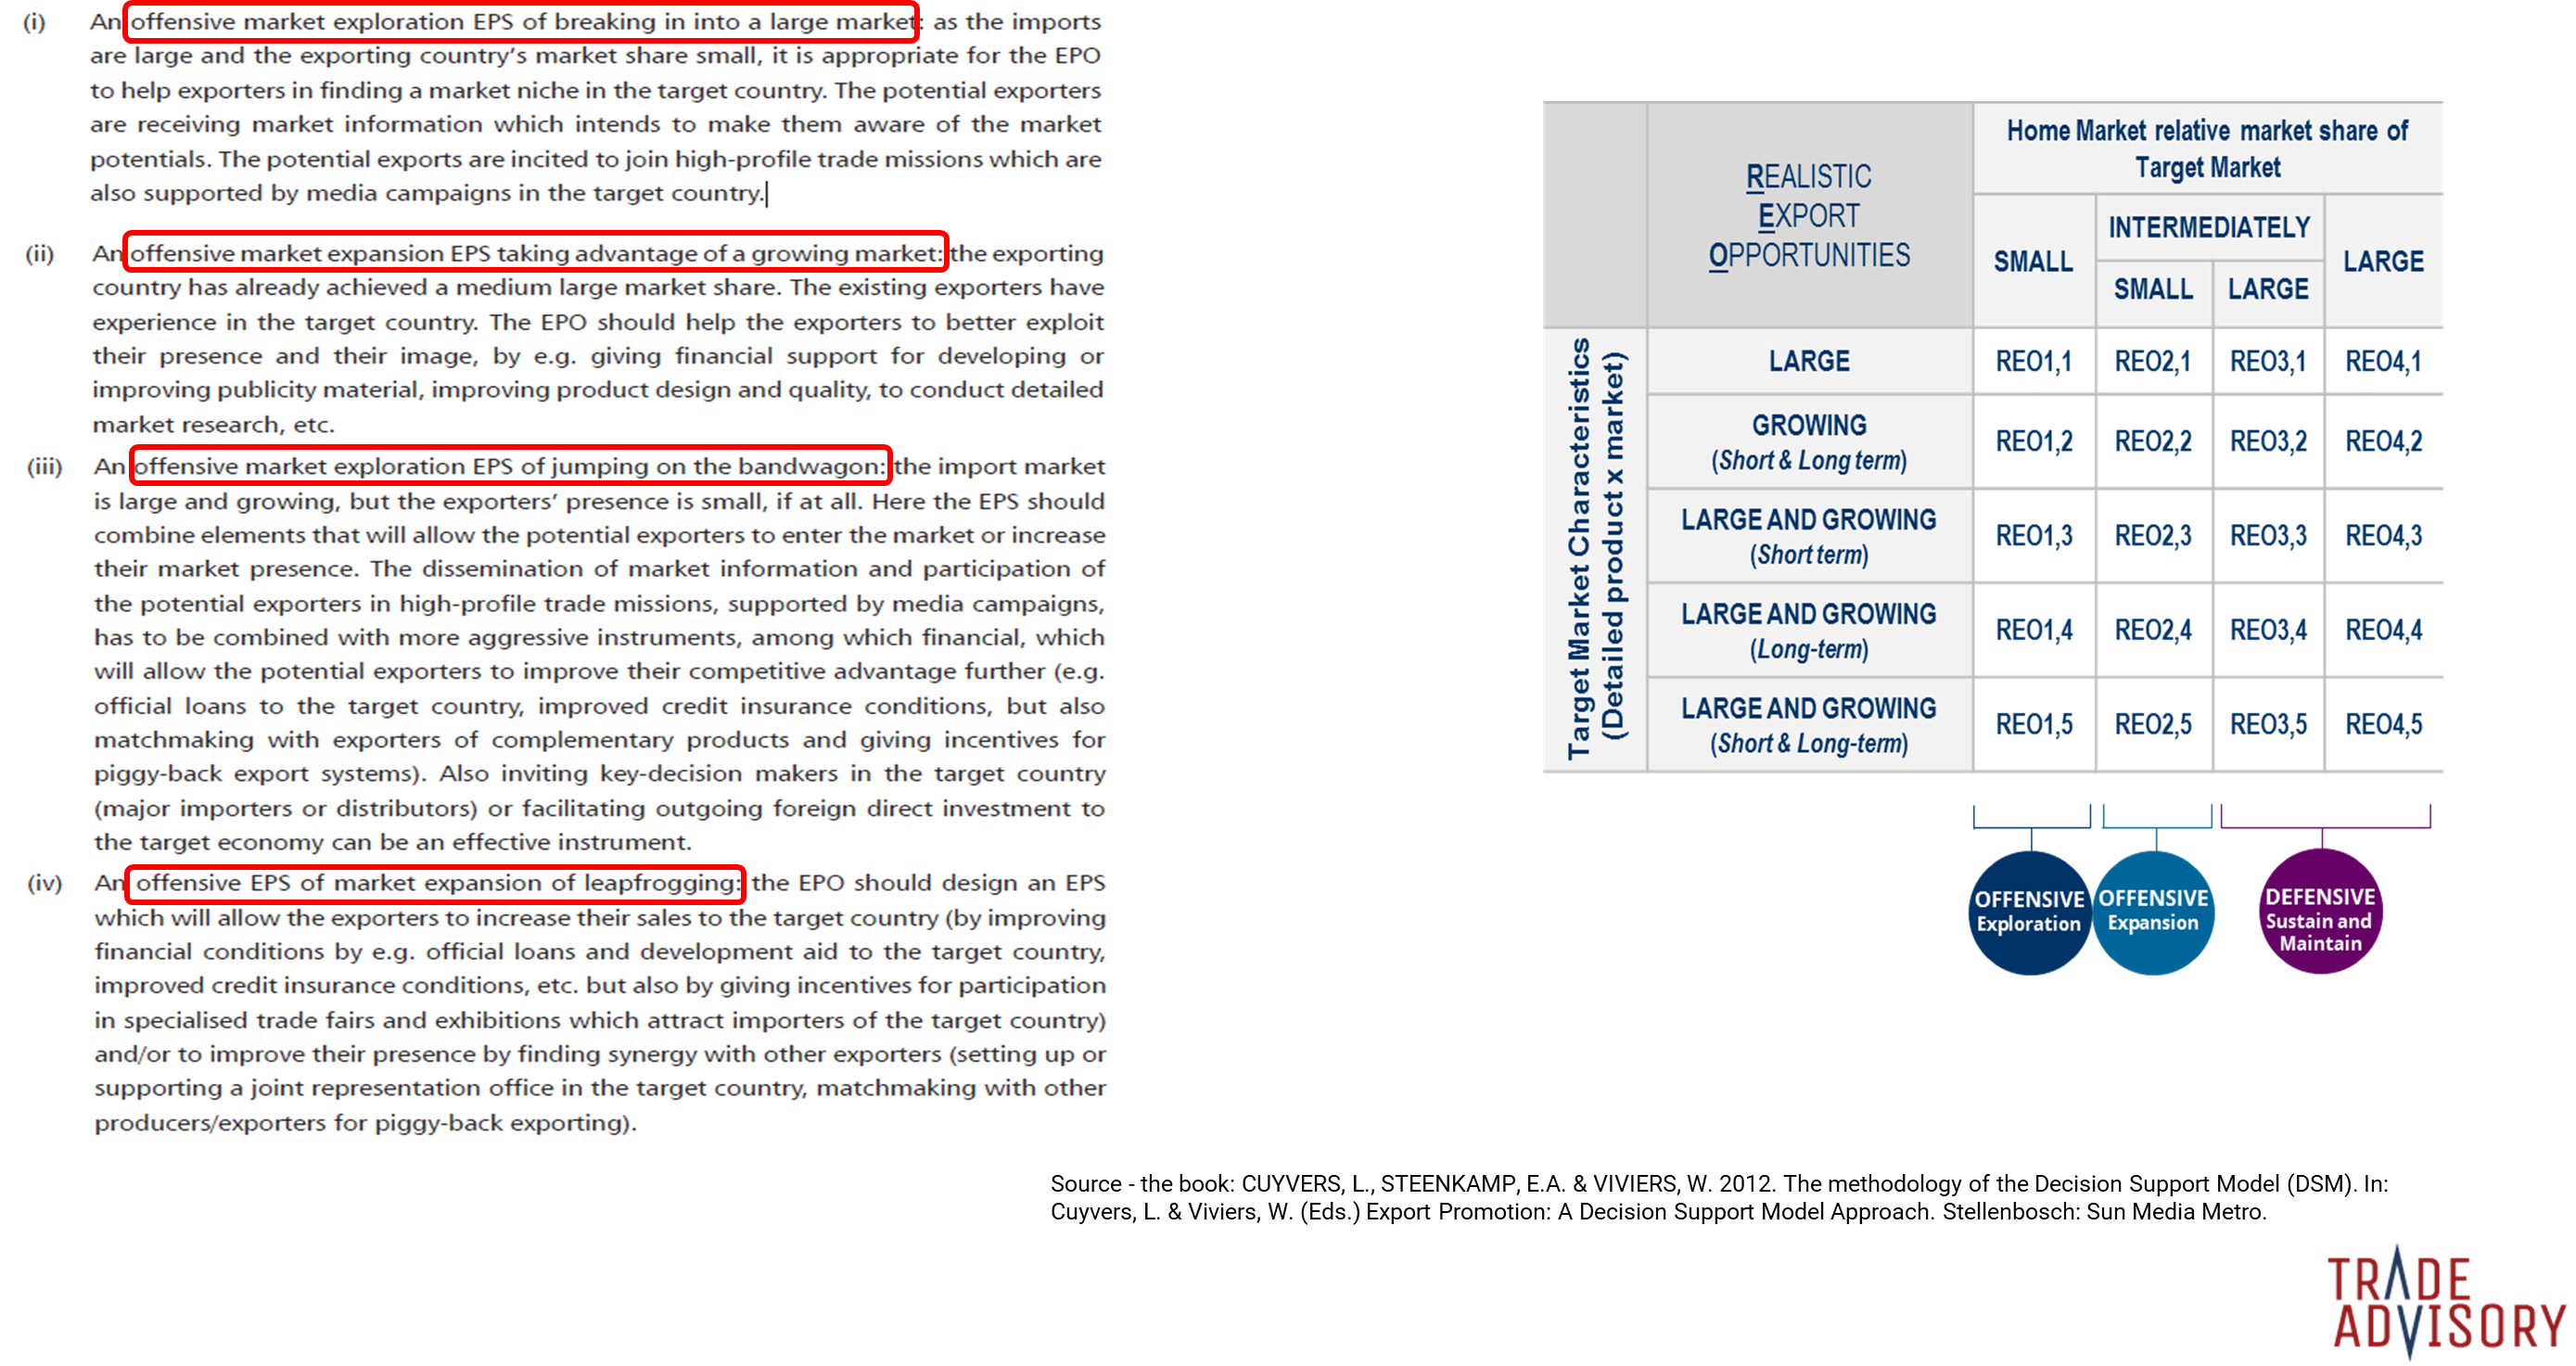 (i) An offensive market exploration EPS of breaking in into a large market: as the imports
are large and the exporting country's market share small, it is appropriate for the EPO
to help exporters in finding a market niche in the target country. The potential exporters
are receiving market information which intends to make them aware of the market
potentials. The potential exports are incited to join high-profile trade missions which are
also supported by media campaigns in the target country.
(ii) An offensive market expansion EPS taking advantage of a growing market: the exporting
country has already achieved a medium large market share. The existing exporters have
experience in the target country. The EPO should help the exporters to better exploit
their presence and their image, by e.g. giving financial support for developing or
improving publicity material, improving product design and quality, to conduct detailed
market research, etc.
(iii) An offensive market exploration EPS of jumping on the bandwagon: the import market
is large and growing, but the exporters' presence is small, if at all. Here the EPS should
combine elements that will allow the potential exporters to enter the market or increase
their market presence. The dissemination of market information and participation of
the potential exporters in high-profile trade missions, supported by media campaigns,
has to be combined with more aggressive instruments, among which financial, which
will allow the potential exporters to improve their competitive advantage further (e.g.
official loans to the target country, improved credit insurance conditions, but also
matchmaking with exporters of complementary products and giving incentives for
piggy-back export systems). Also inviting key-decision makers in the target country
(major importers or distributors) or facilitating outgoing foreign direct investment to
the target economy can be an effective instrument.
(iv) An offensive EPS of market expansion of leapfrogging: the EPO should design an EPS
which will allow the exporters to increase their sales to the target country (by improving
financial conditions by e.g. official loans and development aid to the target country,
improved credit insurance conditions, etc. but also by giving incentives for participation
in specialised trade fairs and exhibitions which attract importers of the target country)
and/or to improve their presence by finding synergy with other exporters (setting up or
supporting a joint representation office in the target country, matchmaking with other
producers/exporters for piggy-back exporting).
REALISTIC
EXPORT
OPPORTUNITIES
Home Market relative market share of
Target Market
SMALL
INTERMEDIATELY
SMALL LARGE
LARGE
Target Market Characteristics
(Detailed product x market)
LARGE REO1,1 REO2,1 REO3,1 REO4,1
GROWING
(Short & Long term) REO1,2 REO2,2 REO3,2 REO4,2
LARGE AND GROWING
(Short term) REO1,3 REO2,3 REO3,3 REO4,3
LARGE AND GROWING
(Long-term) REO1,4 REO2,4 REO3,4 REO4,4
LARGE AND GROWING
(Short & Long-term) REO1,5 REO2,5 REO3,5 REO4,5
OFFENSIVE
Exploration
OFFENSIVE
Expansion
DEFENSIVE
Sustain and
Maintain
Source - the book: CUYVERS, L., STEENKAMP, E.A. & VIVIERS, W. 2012. The methodology of the Decision Support Model (DSM). In:
Cuyvers, L. & Viviers, W. (Eds.) Export Promotion: A Decision Support Model Approach. Stellenbosch: Sun Media Metro.
TRADE
ADVISORY